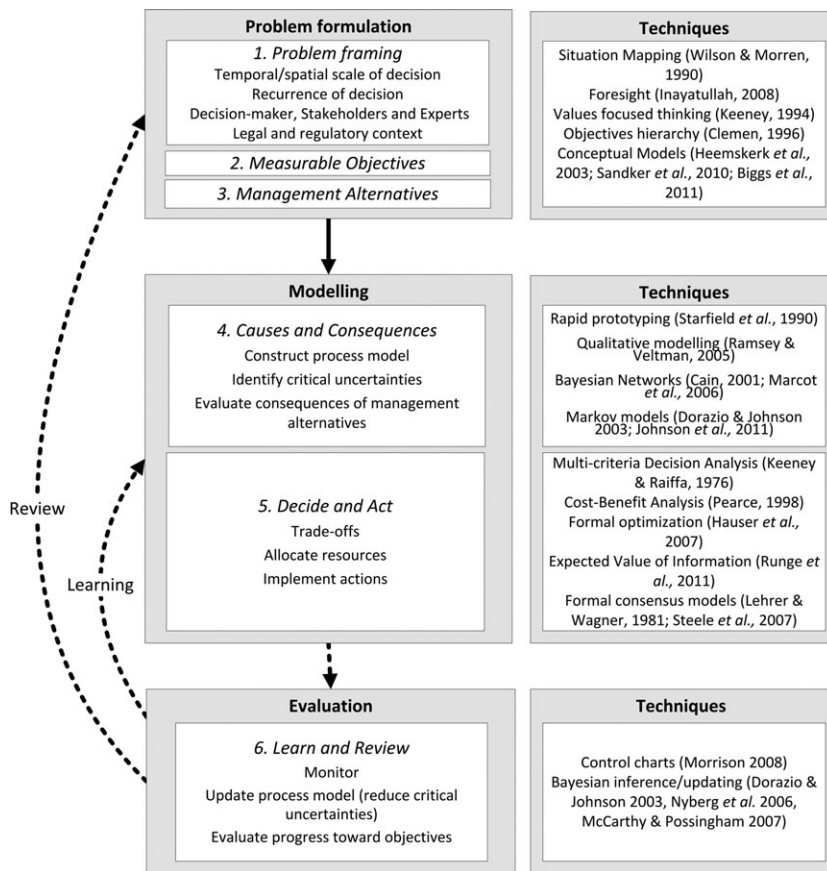 Problem formulation
1. Problem framing
Temporal/spatial scale of decision
Recurrence of decision
Decision-maker, Stakeholders and Experts
Legal and regulatory context
2. Measurable Objectives
3. Management Alternatives
Techniques
Situation Mapping (Wilson & Morren,
1990)
Foresight (Inayatullah, 2008)
Values focused thinking (Keeney, 1994)
Objectives hierarchy (Clemen, 1996)
Conceptual Models (Heemskerk et al.,
2003; Sandker et al., 2010; Biggs et al.,
2011)
Modelling
4. Causes and Consequences
Construct process model
Identify critical uncertainties
Evaluate consequences of management
alternatives
5. Decide and Act
Trade-offs
Allocate resources
Implement actions
Techniques
Rapid prototyping (Starfield et al., 1990)
Qualitative modelling (Ramsey &
Veltman, 2005)
Bayesian Networks (Cain, 2001; Marcot
et al., 2006)
Markov models (Dorazio & Johnson
2003; Johnson et al., 2011)
Multi-criteria Decision Analysis (Keeney
& Raiffa, 1976)
Cost-Benefit Analysis (Pearce, 1998)
Formal optimization (Hauser et al.,
2007)
Expected Value of Information (Runge et
al., 2011)
Formal consensus models (Lehrer &
Wagner, 1981; Steele et al., 2007)
Review
Learning
Evaluation
6. Learn and Review
Monitor
Update process model (reduce critical
uncertainties)
Evaluate progress toward objectives
Techniques
Control charts (Morrison 2008)
Bayesian inference/updating (Dorazio
& Johnson 2003, Nyberg et al. 2006,
McCarthy & Possingham 2007)